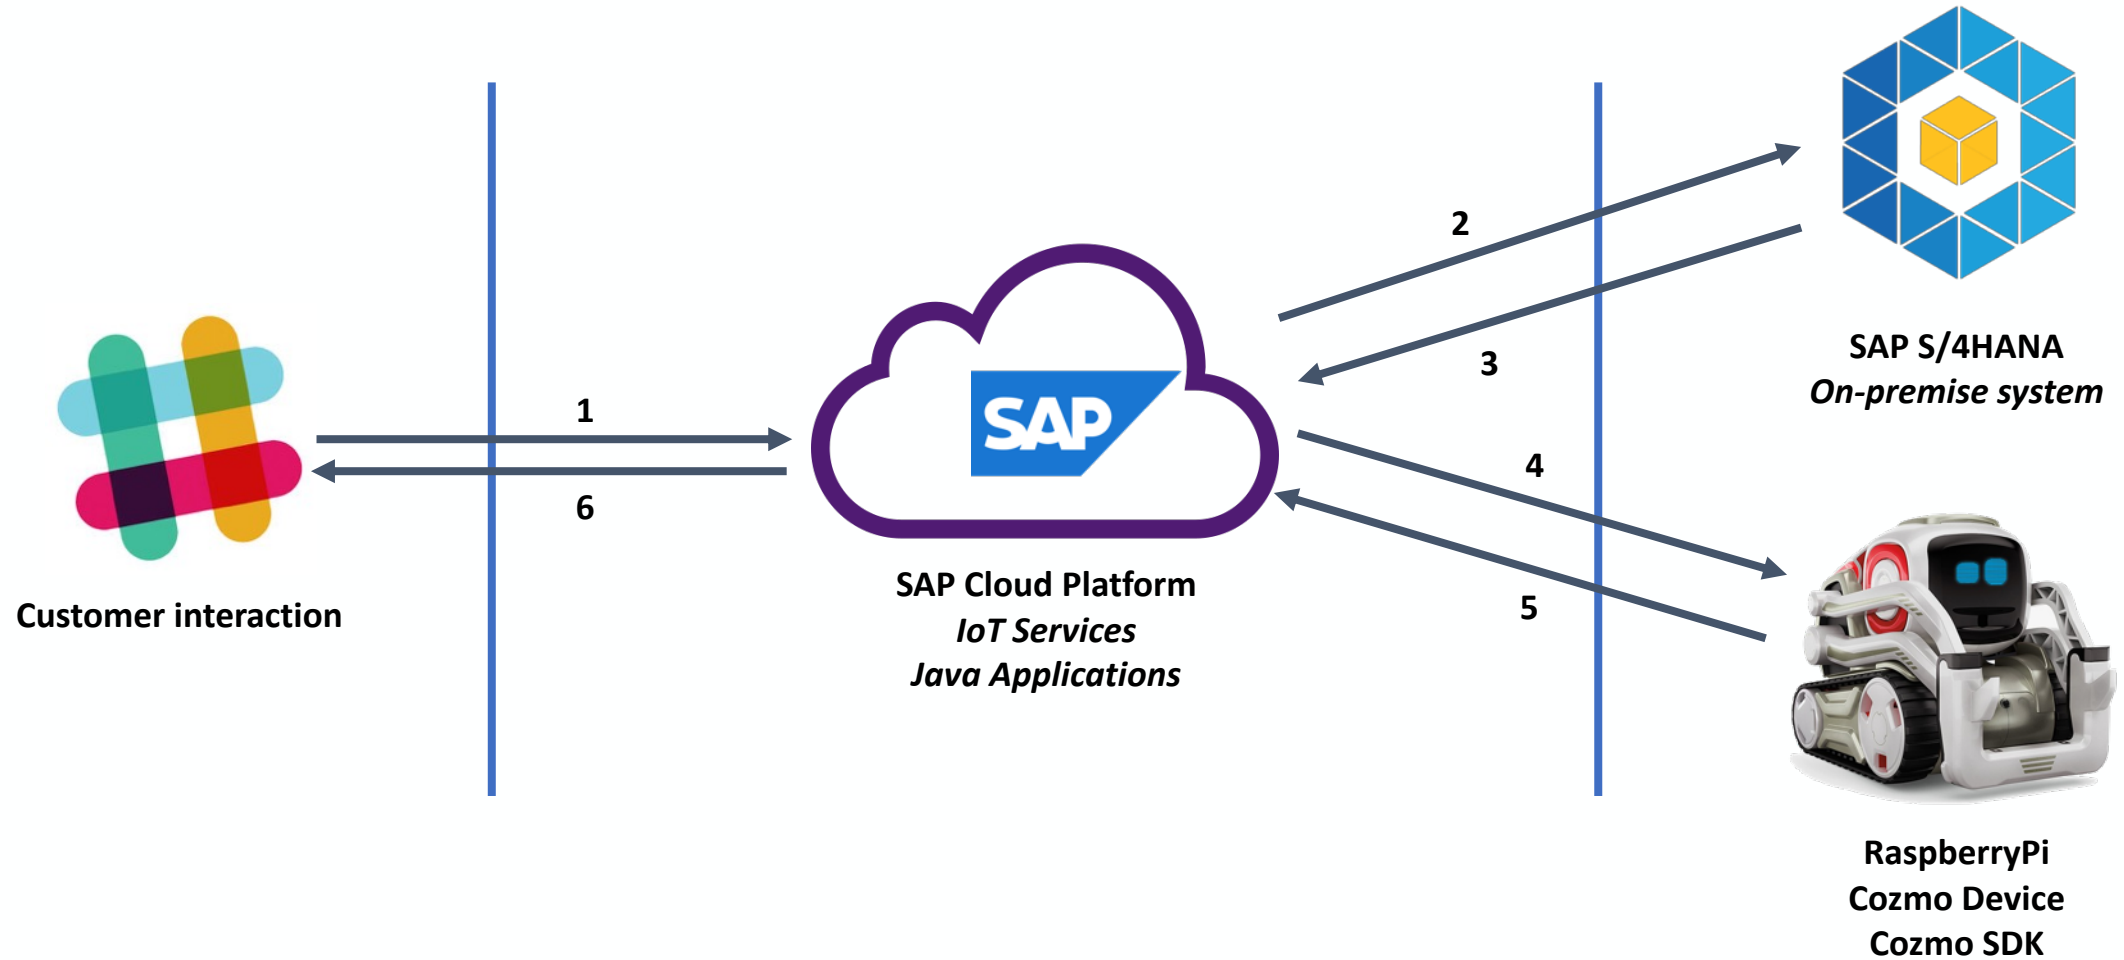 2
3
SAP S/4HANA
On-premise system
1
SAP
4
6
5
Customer interaction
SAP Cloud Platform
IoT Services
Java Applications
RaspberryPi
Cozmo Device
Cozmo SDK